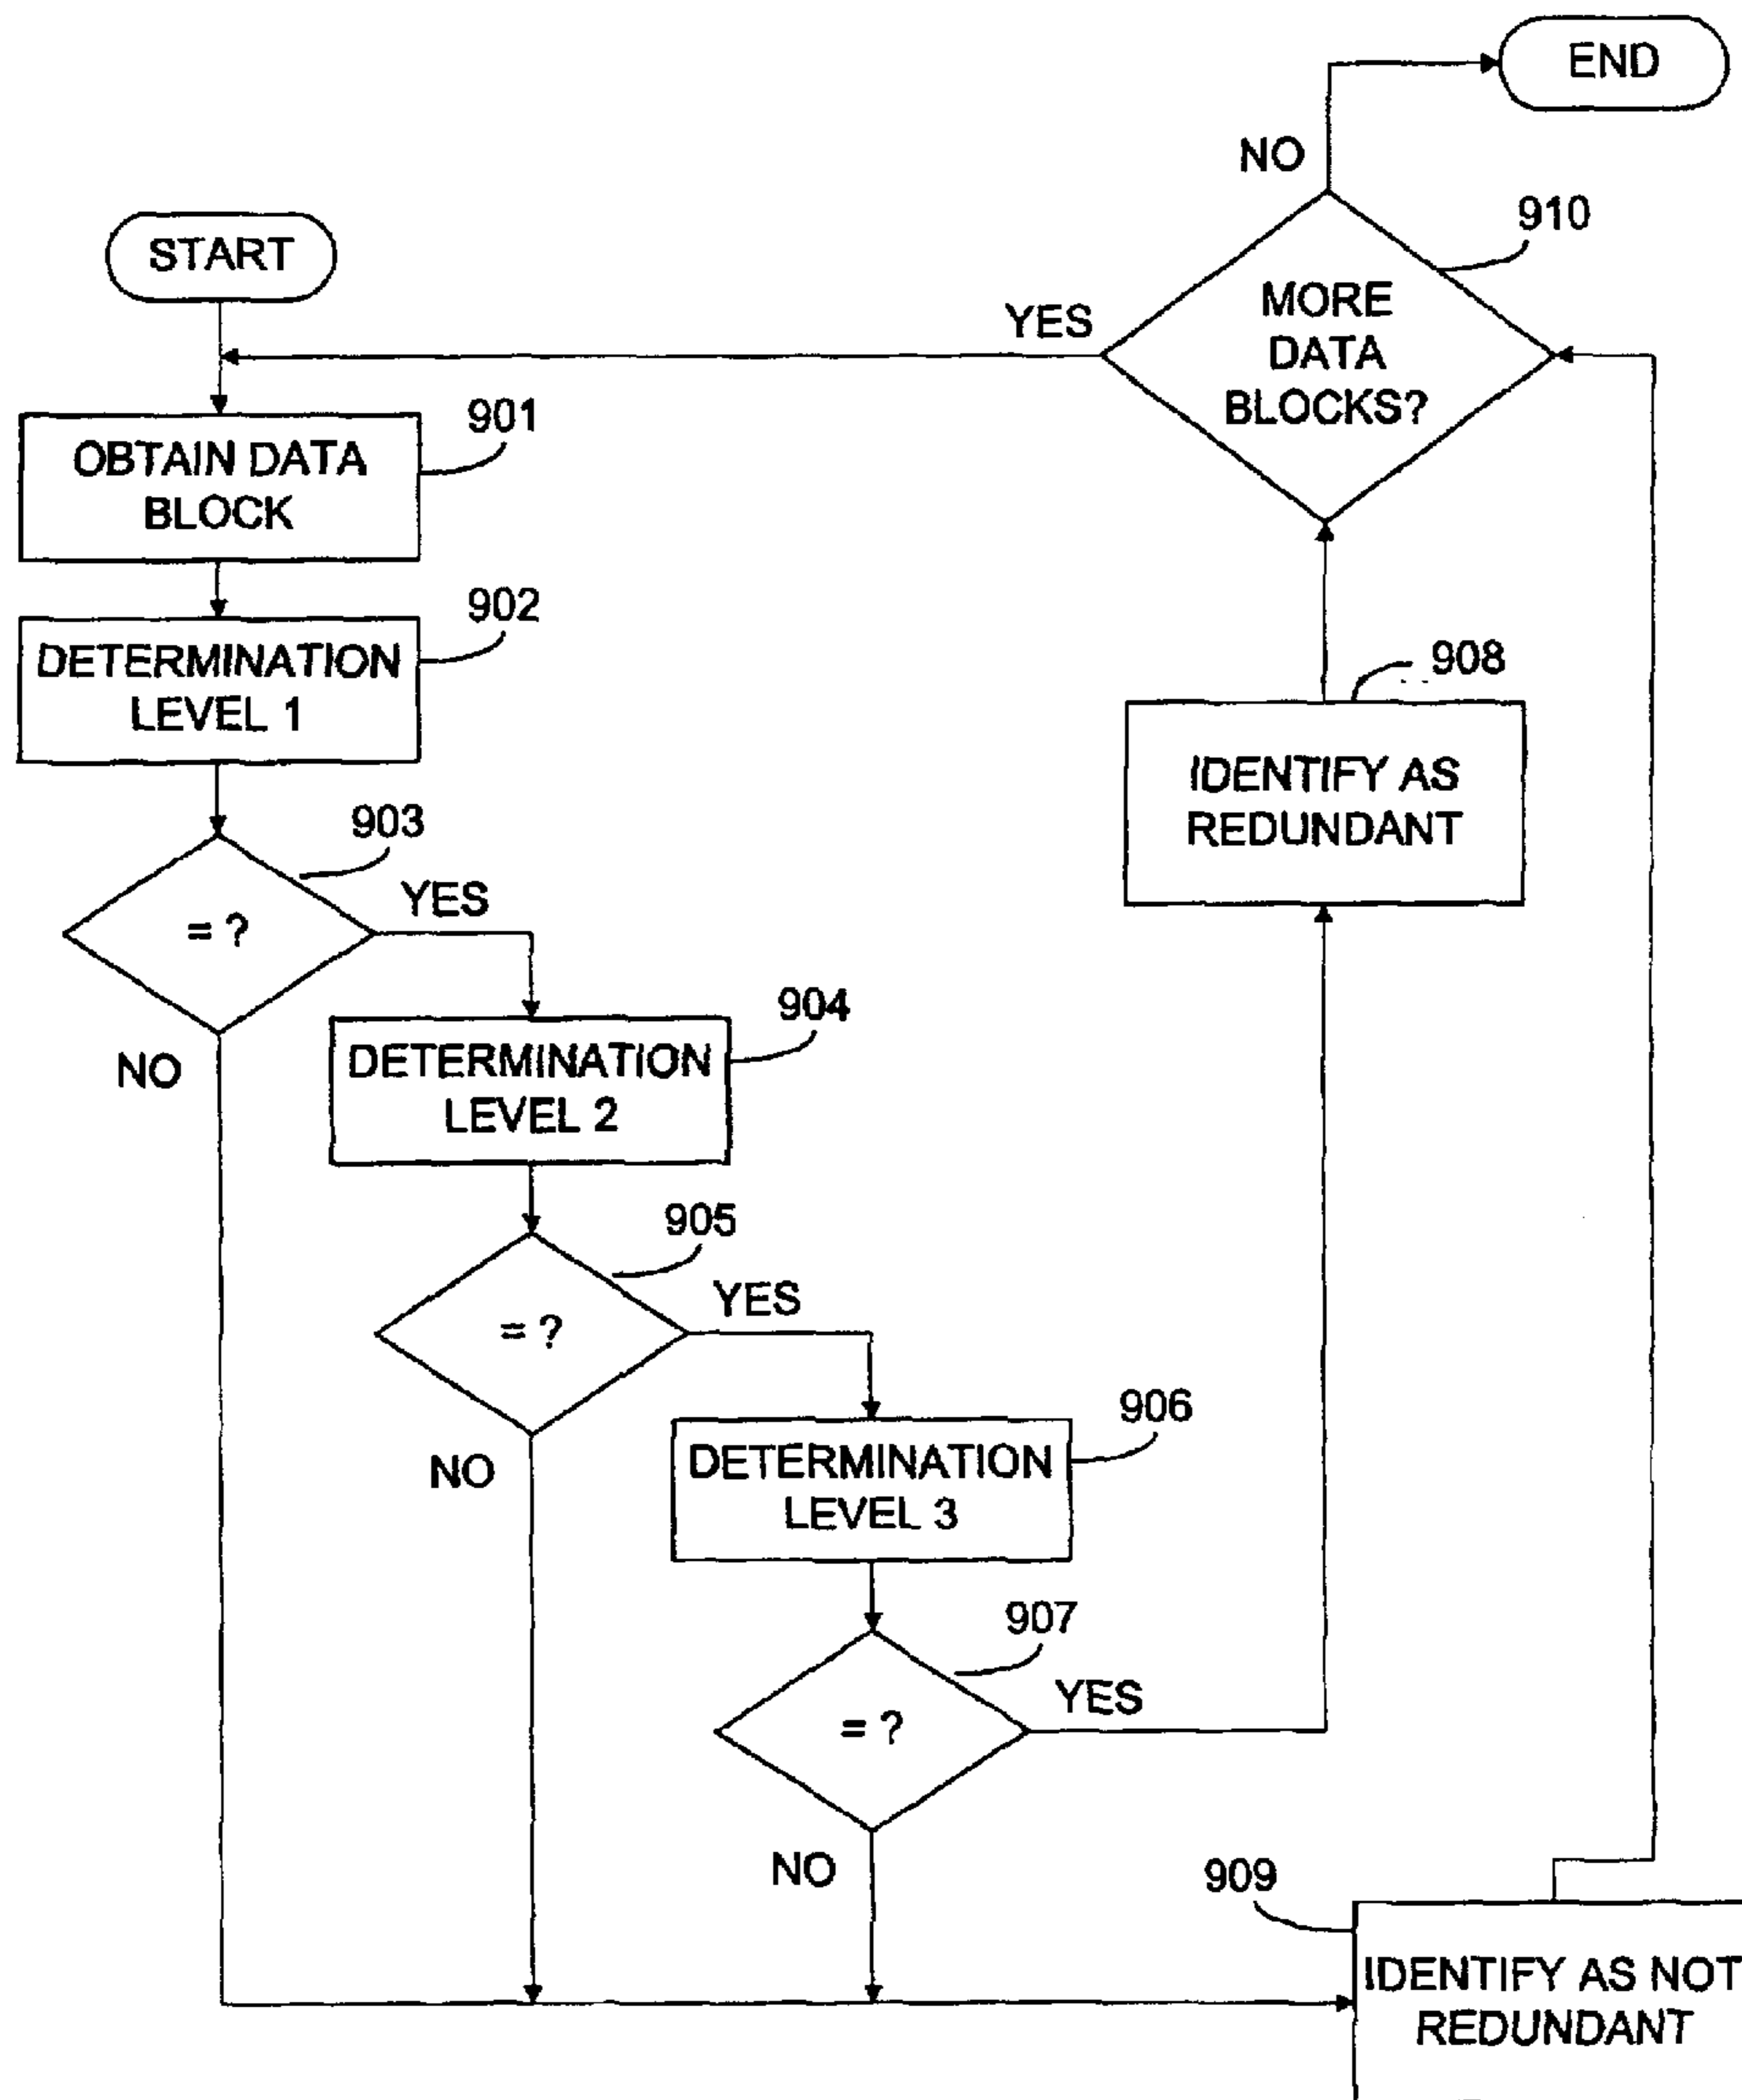 END
NO
910
START
MORE
DATA
BLOCKS?
YES
901
OBTAIN DATA
BLOCK
902
DETERMINATION
LEVEL 1
908
IDENTIFY AS
REDUNDANT
903
YES
= ?
NO
904
DETERMINATION
LEVEL 2
905
YES
= ?
NO
906
DETERMINATION
LEVEL 3
907
YES
= ?
NO
909
IDENTIFY AS NOT
REDUNDANT